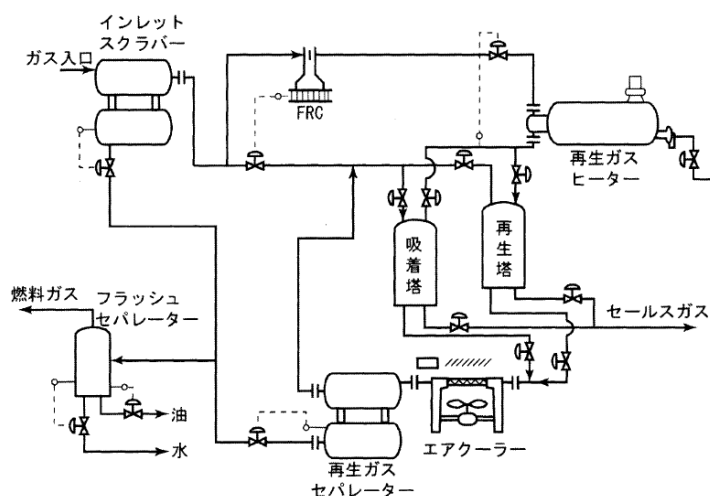 インレット
スクラバー
ガス入口
FRC
再生ガス
ヒーター
吸着塔
再生塔
燃料ガス
フラッシュ
セパレーター
セールスガス
油
水
エアクーラー
再生ガス
セパレーター